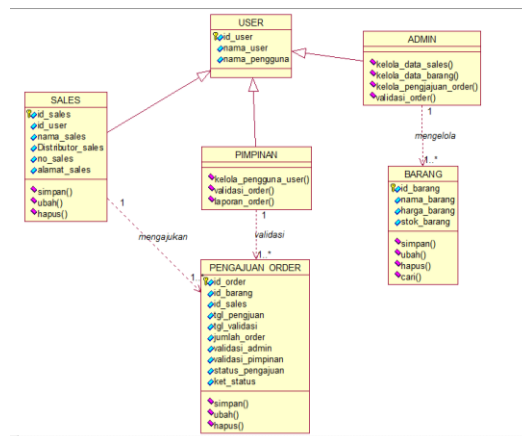 USER
id_user
nama_user
nama_pengguna
ADMIN
kelola_data_sales()
kelola_data_barang()
kelola_pengjajuan_order()
validasi_order()
SALES
id_sales
id_user
nama_sales
Distributor_sales
no_sales
alamat_sales
simpan()
ubah()
hapus()
PIMPINAN
kelola_pengguna_user()
validasi_order()
laporan_order()
1
mengelola
1..*
BARANG
id_barang
nama_barang
harga_barang
stok_barang
simpan()
ubah()
hapus()
cari()
1
mengajukan
1..*
1
validasi
1..*
PENGAJUAN ORDER
id_order
id_barang
id_sales
tgl_pengjuan
tgl_validasi
jumlah_order
validasi_admin
validasi_pimpinan
status_pengajuan
ket_status
simpan()
ubah()
hapus()